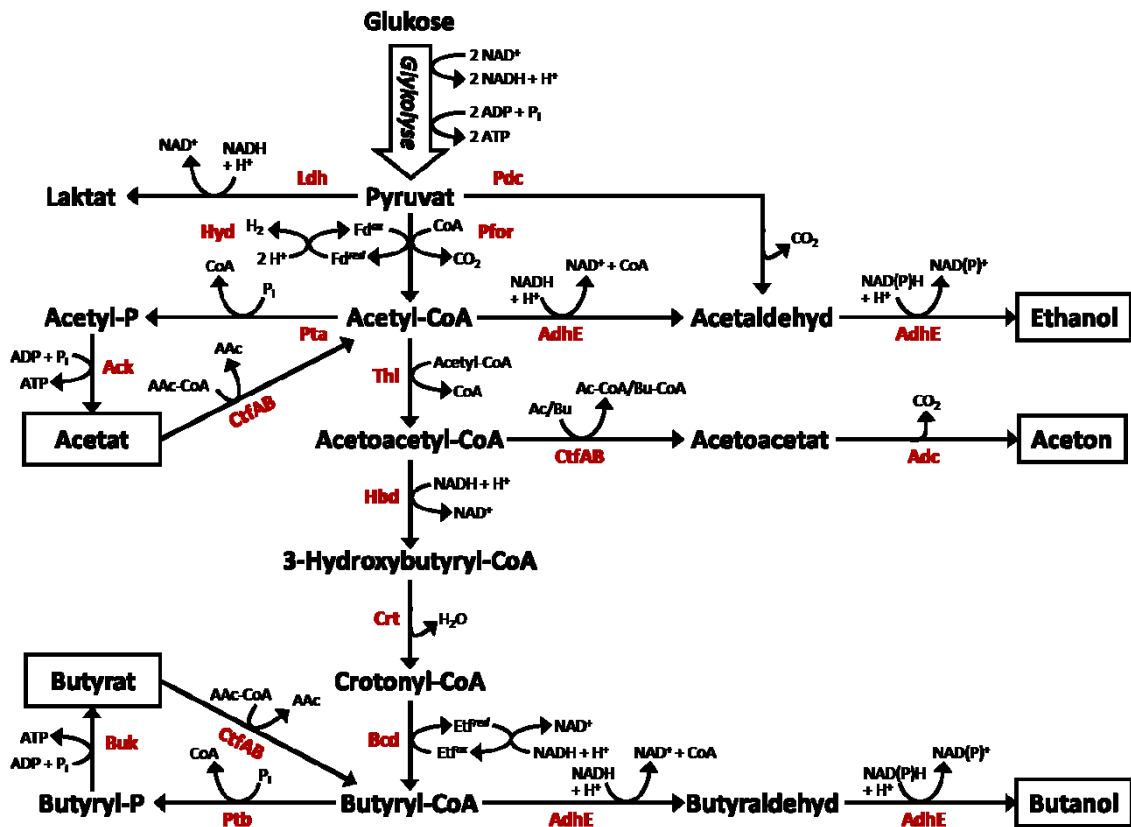 Glukose
Glykolyse
2 NAD⁺
2 NADH + H⁺
2 ADP + Pᵢ
2 ATP
NAD⁺
NADH
+ H⁺
Laktat
Ldh
Pyruvat
Pdc
Hyd
H₂
2 H⁺
Fdᵒˣ
Fdʳᵉᵈ
CoA
CO₂
Pfor
CO₂
CoA
Pᵢ
NADH
+ H⁺
NAD⁺ + CoA
NAD(P)H
+ H⁺
NAD(P)⁺
Acetyl-P
Pta
Acetyl-CoA
AdhE
Acetaldehyd
AdhE
Ethanol
ADP + Pᵢ
ATP
Ack
AAc
AAc-CoA
CtfAB
Thl
Acetyl-CoA
CoA
Ac/Bu
Ac-CoA/Bu-CoA
CO₂
Acetat
Acetoacetyl-CoA
CtfAB
Acetoacetat
Adc
Aceton
Hbd
NADH + H⁺
NAD⁺
3-Hydroxybutyryl-CoA
Crt
H₂O
Butyrat
Crotonyl-CoA
AAc-CoA
AAc
CtfAB
ATP
ADP + Pᵢ
Buk
Bcd
Etfʳᵉᵈ
Etfᵒˣ
NAD⁺
NADH + H⁺
CoA
Pᵢ
NADH
+ H⁺
NAD⁺ + CoA
NAD(P)H
+ H⁺
NAD(P)⁺
Butyryl-P
Ptb
Butyryl-CoA
AdhE
Butyraldehyd
AdhE
Butanol